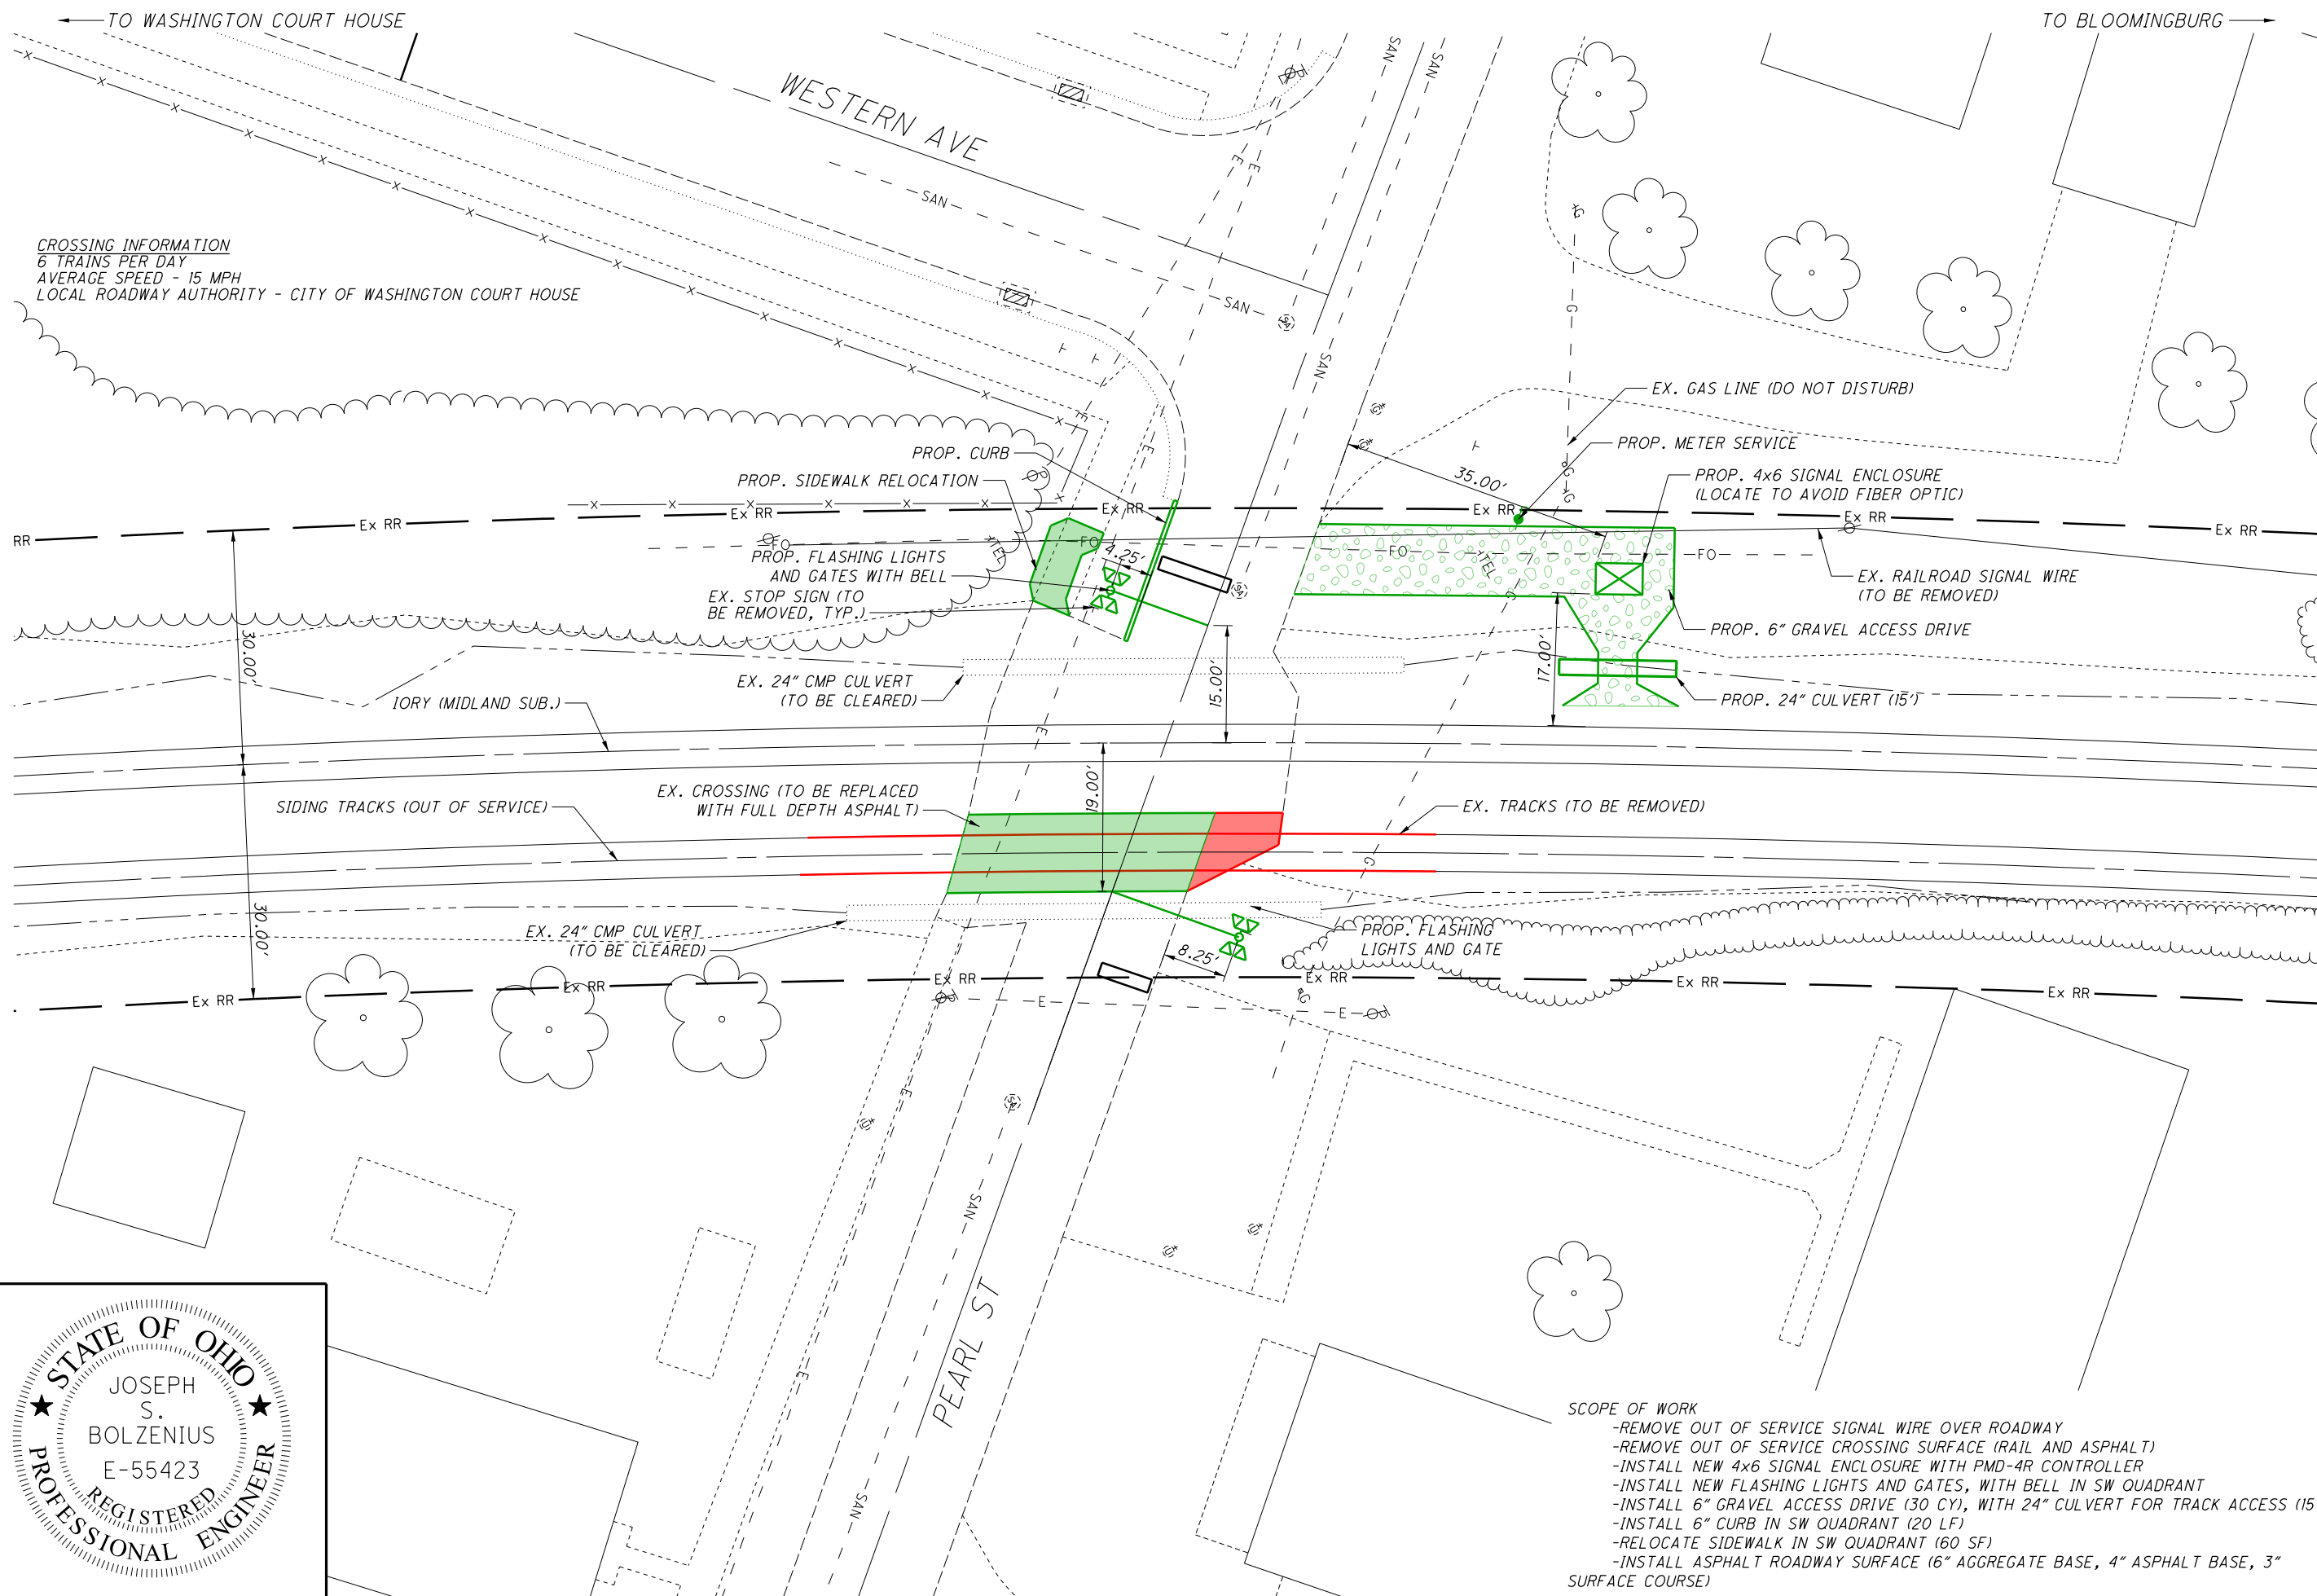 TO WASHINGTON COURT HOUSE
TO BLOOMINGBURG
WESTERN AVE
SAN
SAN
SAN
SAN
SAN
E
E
CROSSING INFORMATION
6 TRAINS PER DAY
AVERAGE SPEED - 15 MPH
LOCAL ROADWAY AUTHORITY - CITY OF WASHINGTON COURT HOUSE
G
EX. GAS LINE (DO NOT DISTURB)
PROP. CURB
PROP. METER SERVICE
PROP. SIDEWALK RELOCATION
35.00'
PROP. 4x6 SIGNAL ENCLOSURE
(LOCATE TO AVOID FIBER OPTIC)
RR
Ex RR
Ex RR
Ex RR
Ex RR
Ex RR
Ex RR
FO
FO
FO
FO
TEL
TEL
PROP. FLASHING LIGHTS
AND GATES WITH BELL
4.25'
EX. STOP SIGN (TO
BE REMOVED, TYP.)
EX. RAILROAD SIGNAL WIRE
(TO BE REMOVED)
PROP. 6" GRAVEL ACCESS DRIVE
30.00'
17.00'
15.00'
EX. 24" CMP CULVERT
(TO BE CLEARED)
PROP. 24" CULVERT (15')
IORY (MIDLAND SUB.)
E
19.00'
EX. CROSSING (TO BE REPLACED
WITH FULL DEPTH ASPHALT)
SIDING TRACKS (OUT OF SERVICE)
EX. TRACKS (TO BE REMOVED)
G
30.00'
EX. 24" CMP CULVERT
(TO BE CLEARED)
PROP. FLASHING
LIGHTS AND GATE
8.25'
Ex RR
Ex RR
Ex RR
Ex RR
Ex RR
Ex RR
E
E
E
SAN
SAN
E
PEARL ST
STATE OF OHIO
JOSEPH
S.
BOLZENIUS
E-55423
REGISTERED
PROFESSIONAL ENGINEER
SCOPE OF WORK
-REMOVE OUT OF SERVICE SIGNAL WIRE OVER ROADWAY
-REMOVE OUT OF SERVICE CROSSING SURFACE (RAIL AND ASPHALT)
-INSTALL NEW 4x6 SIGNAL ENCLOSURE WITH PMD-4R CONTROLLER
-INSTALL NEW FLASHING LIGHTS AND GATES, WITH BELL IN SW QUADRANT
-INSTALL 6" GRAVEL ACCESS DRIVE (30 CY), WITH 24" CULVERT FOR TRACK ACCESS (15
-INSTALL 6" CURB IN SW QUADRANT (20 LF)
-RELOCATE SIDEWALK IN SW QUADRANT (60 SF)
-INSTALL ASPHALT ROADWAY SURFACE (6" AGGREGATE BASE, 4" ASPHALT BASE, 3"
SURFACE COURSE)